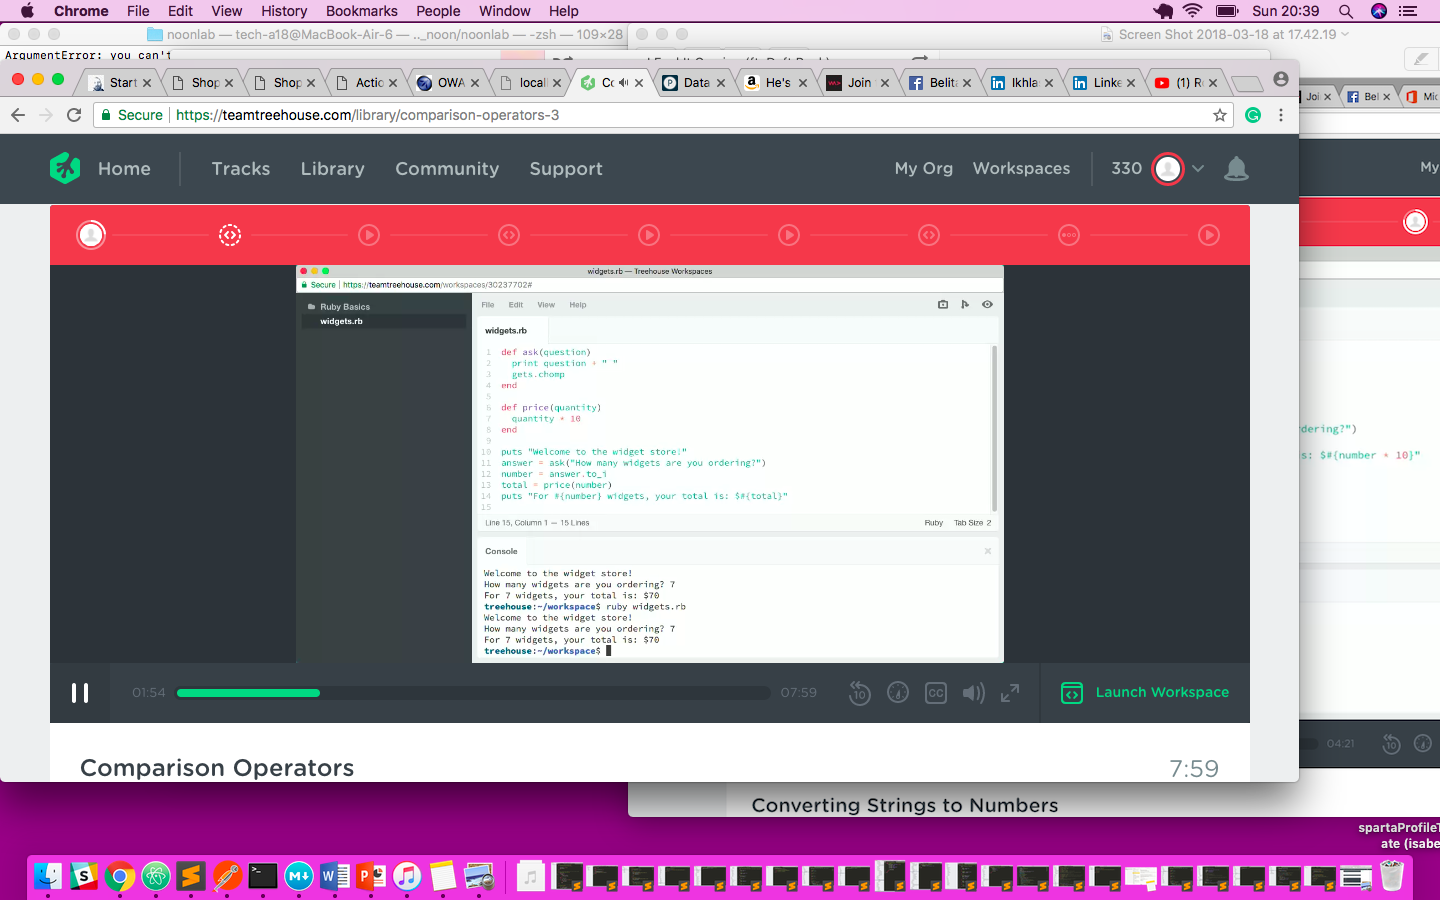 Chrome File Edit View History Bookmarks People Window Help Sun 20:39
noonlab — tech-a18@MacBook-Air-6 — .._noon/noonlab — -zsh — 109×28
Screen Shot 2018-03-18 at 17.42.19
ArgumentError: you can't
Start Shop Shop Actio OWA local Co Data He's Join Belita Ikhla Linke (1) R
Joi Bel Mic
Secure https://teamtreehouse.com/library/comparison-operators-3
Home Tracks Library Community Support My Org Workspaces 330
My
widgets.rb — Treehouse Workspaces
Secure https://teamtreehouse.com/workspaces/30237702#
Ruby Basics
widgets.rb
File Edit View Help
widgets.rb
1 def ask(question)
2 print question + " "
3 gets.chomp
4 end
5
6 def price(quantity)
7 quantity * 10
8 end
9
10 puts "Welcome to the widget store!"
11 answer = ask("How many widgets are you ordering?")
12 number = answer.to_i
13 total = price(number)
14 puts "For #{number} widgets, your total is: $#{total}"
15
Line 15, Column 1 — 15 Lines Ruby Tab Size 2
Console
Welcome to the widget store!
How many widgets are you ordering? 7
For 7 widgets, your total is: $70
treehouse:~/workspace$ ruby widgets.rb
Welcome to the widget store!
How many widgets are you ordering? 7
For 7 widgets, your total is: $70
treehouse:~/workspace$
dering?")
s: $#{number * 10}"
01:54 07:59 10 CC Launch Workspace
04:21 10
Comparison Operators 7:59
Converting Strings to Numbers
spartaProfileT
ate (isabe